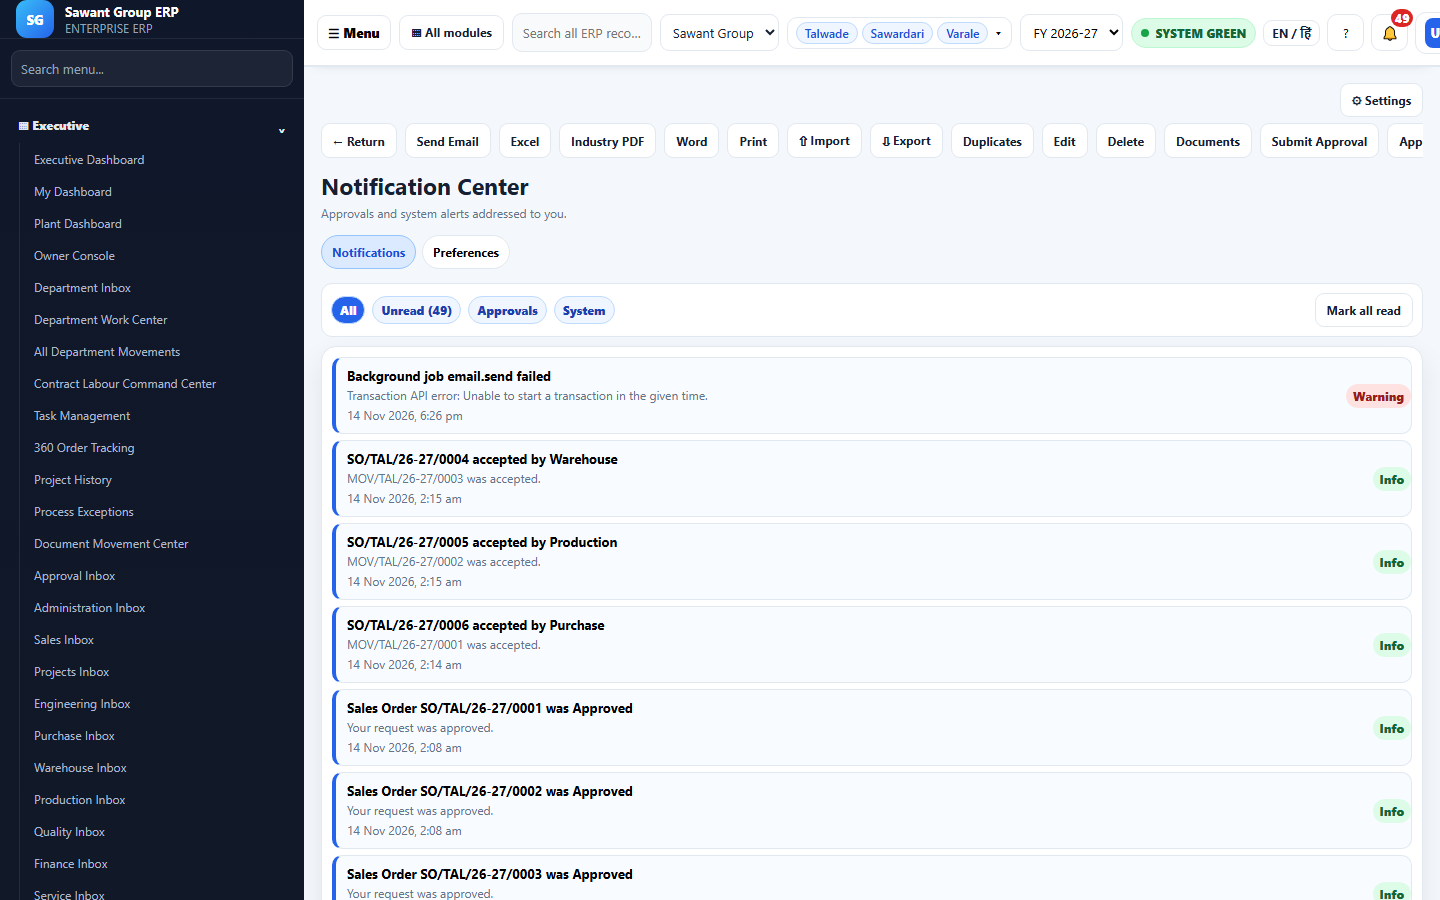 SG
Sawant Group ERP
ENTERPRISE ERP
Search menu...
Executive
Executive Dashboard
My Dashboard
Plant Dashboard
Owner Console
Department Inbox
Department Work Center
All Department Movements
Contract Labour Command Center
Task Management
360 Order Tracking
Project History
Process Exceptions
Document Movement Center
Approval Inbox
Administration Inbox
Sales Inbox
Projects Inbox
Engineering Inbox
Purchase Inbox
Warehouse Inbox
Production Inbox
Quality Inbox
Finance Inbox
Service Inbox
☰ Menu
All modules
Search all ERP reco...
Sawant Group
Talwade
Sawardari
Varale
FY 2026-27
SYSTEM GREEN
EN / हिं
?
49
U
⚙ Settings
← Return
Send Email
Excel
Industry PDF
Word
Print
⇧ Import
⇩ Export
Duplicates
Edit
Delete
Documents
Submit Approval
App
Notification Center
Approvals and system alerts addressed to you.
Notifications
Preferences
All
Unread (49)
Approvals
System
Mark all read
Background job email.send failed
Transaction API error: Unable to start a transaction in the given time.
14 Nov 2026, 6:26 pm
Warning
SO/TAL/26-27/0004 accepted by Warehouse
MOV/TAL/26-27/0003 was accepted.
14 Nov 2026, 2:15 am
Info
SO/TAL/26-27/0005 accepted by Production
MOV/TAL/26-27/0002 was accepted.
14 Nov 2026, 2:15 am
Info
SO/TAL/26-27/0006 accepted by Purchase
MOV/TAL/26-27/0001 was accepted.
14 Nov 2026, 2:14 am
Info
Sales Order SO/TAL/26-27/0001 was Approved
Your request was approved.
14 Nov 2026, 2:08 am
Info
Sales Order SO/TAL/26-27/0002 was Approved
Your request was approved.
14 Nov 2026, 2:08 am
Info
Sales Order SO/TAL/26-27/0003 was Approved
Your request was approved.
Info